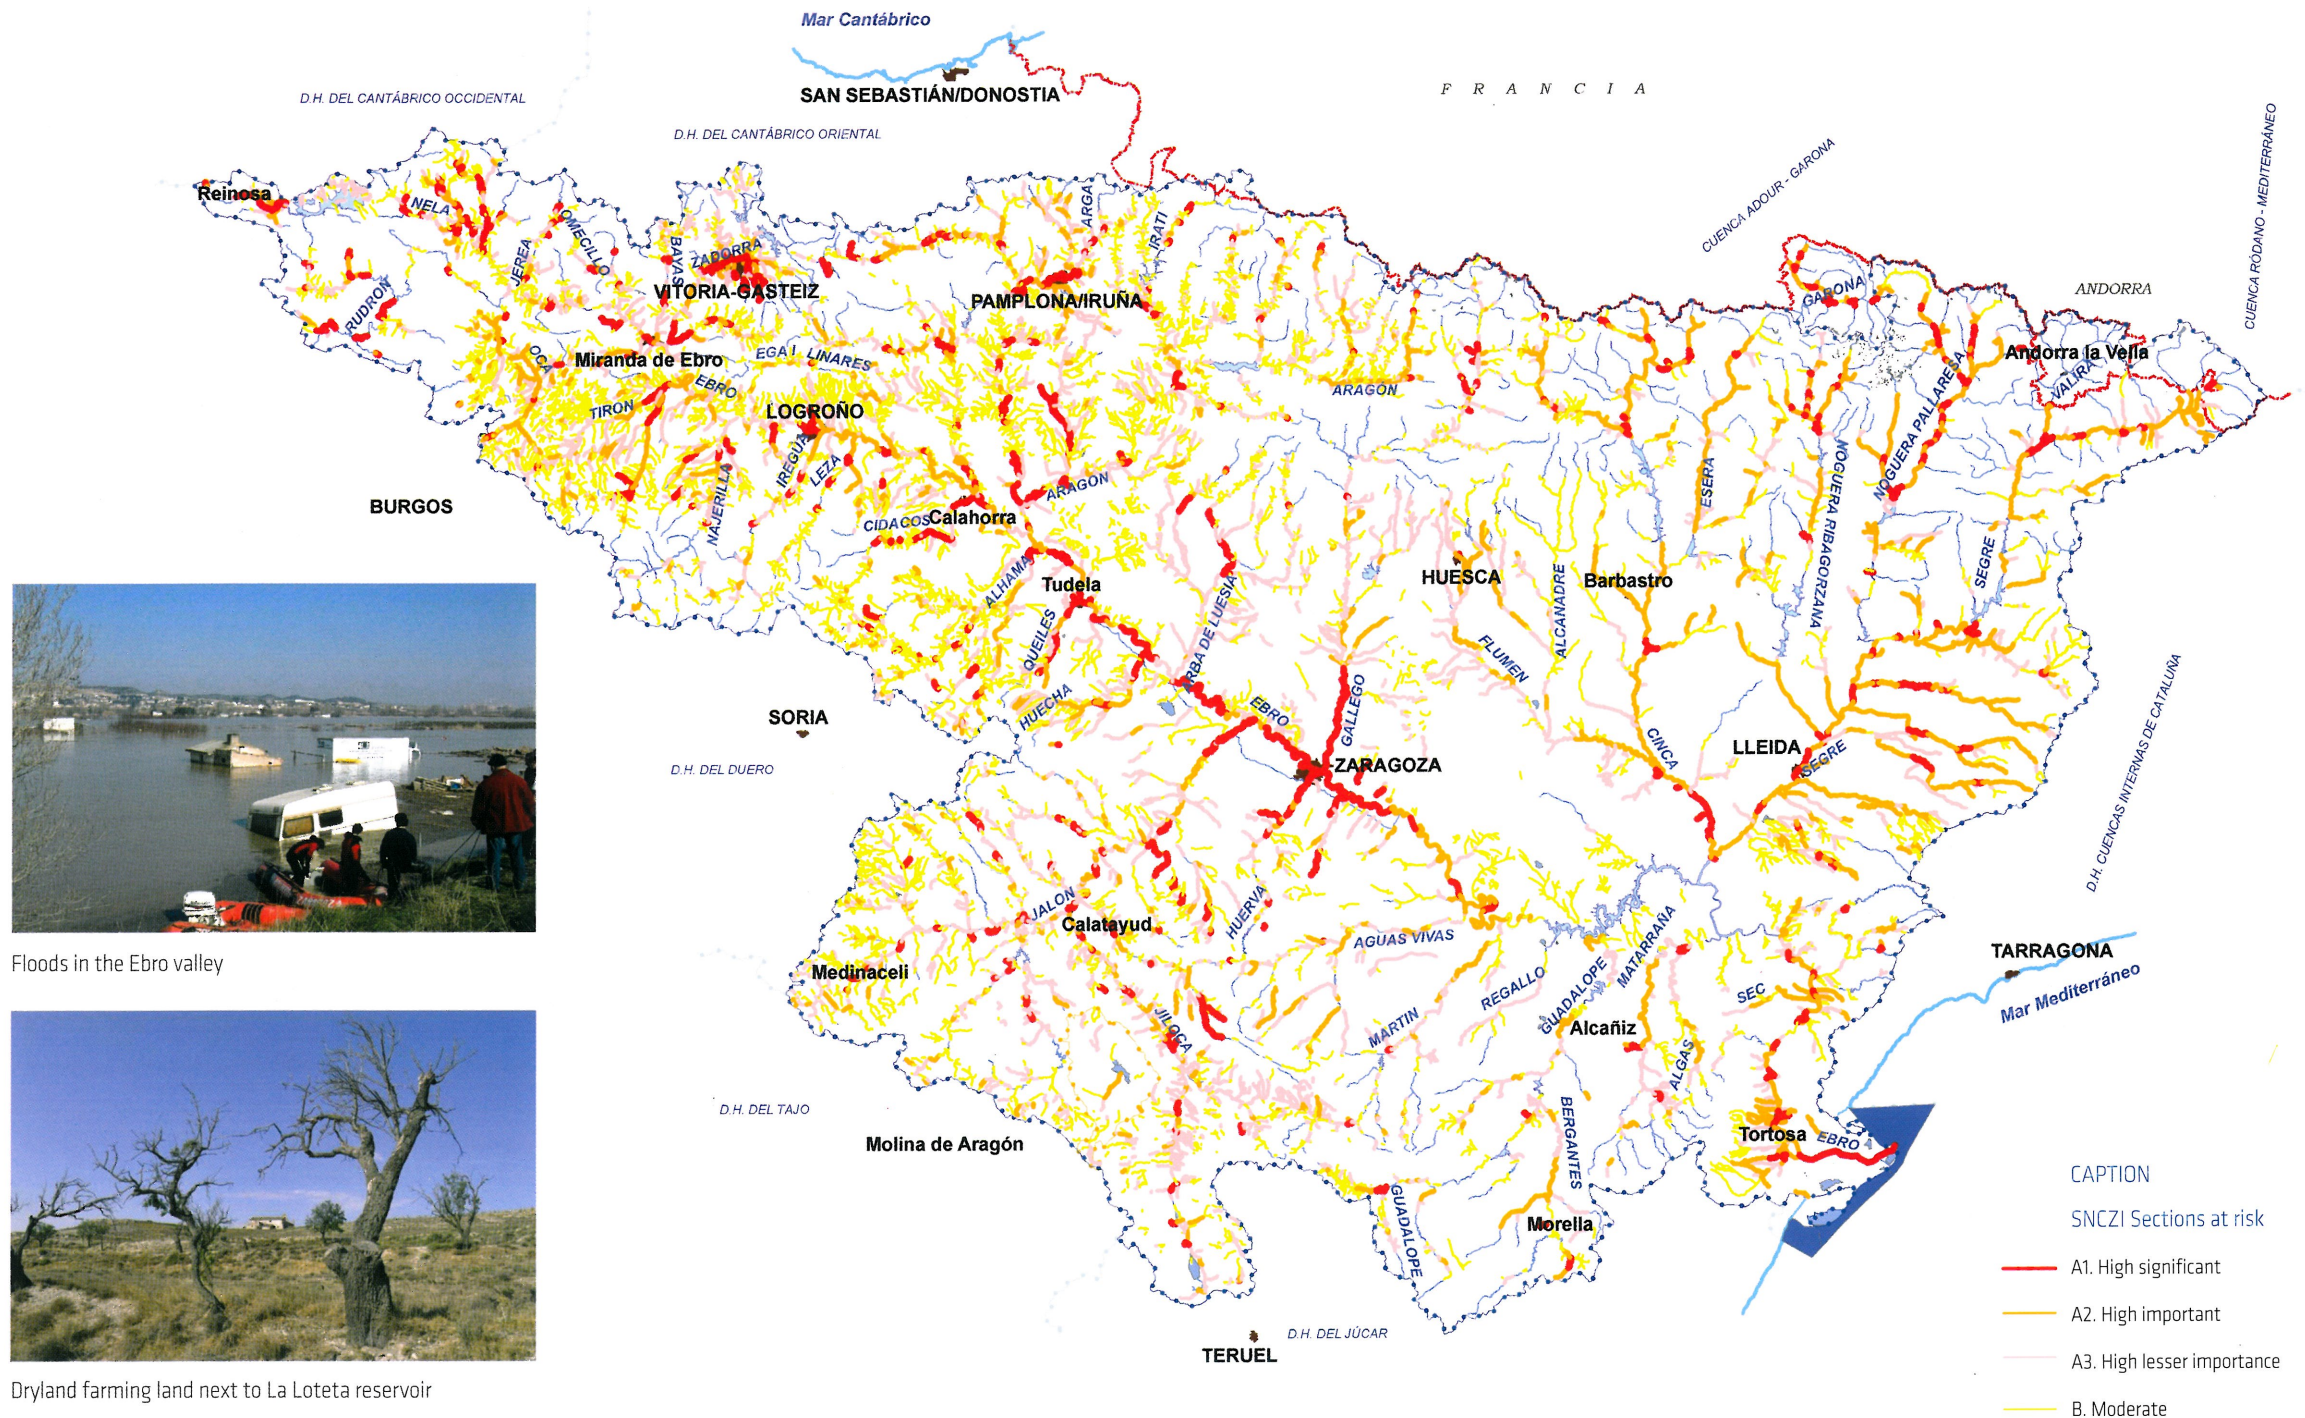 Mar Cantábrico
SAN SEBASTIÁN/DONOSTIA
F R A N C I A
D.H. DEL CANTÁBRICO OCCIDENTAL
D.H. DEL CANTÁBRICO ORIENTAL
CUENCA ADOUR - GARONA
CUENCA RÓDANO - MEDITERRÁNEO
Reinosa
NELA
OMECILLO
JEREA
BAYAS
ZADORRA
ARGA
IRATI
VITORIA-GASTEIZ
PAMPLONA/IRUÑA
RUDRON
GARONA
ANDORRA
Andorra la Vella
VALIRA
OCA
Miranda de Ebro
EGA I
LINARES
EBRO
TIRON
LOGROÑO
ARAGÓN
IREGUA
LEZA
NAJERILLA
ARAGON
ESERA
NOGUERA RIBAGORZANA
NOGUERA PALLARESA
BURGOS
CIDACOS
Calahorra
ALHAMA
Tudela
QUEILES
HUESCA
Barbastro
ALCANADRE
SEGRE
ARBA DE LUESIA
FLUMEN
HUECHA
SORIA
EBRO
GALLEGO
CINCA
LLEIDA
SEGRE
D.H. DEL DUERO
ZARAGOZA
D.H. CUENCAS INTERNAS DE CATALUÑA
JALON
Calatayud
HUERVA
AGUAS VIVAS
MATARRAÑA
Medinaceli
REGALLO
GUADALOPE
SEC
TARRAGONA
Mar Mediterráneo
JILOCA
MARTIN
Alcañiz
ALGAS
D.H. DEL TAJO
Molina de Aragón
BERGANTES
Tortosa
EBRO
GUADALOPE
Morella
D.H. DEL JÚCAR
TERUEL
Floods in the Ebro valley
Dryland farming land next to La Loteta reservoir
CAPTION
SNCZI Sections at risk
A1. High significant
A2. High important
A3. High lesser importance
B. Moderate